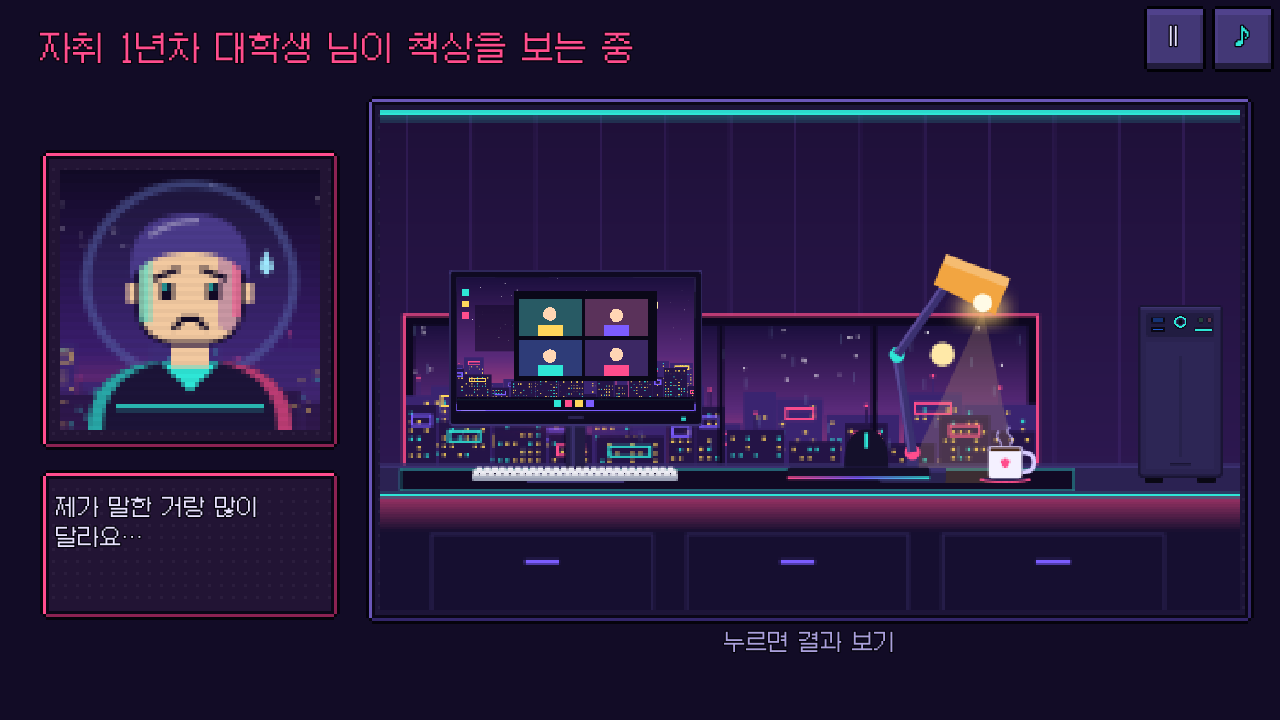 자취 1년차 대학생 님이 책상을 보는 중
제가 말한 거랑 많이
달라요…
누르면 결과 보기